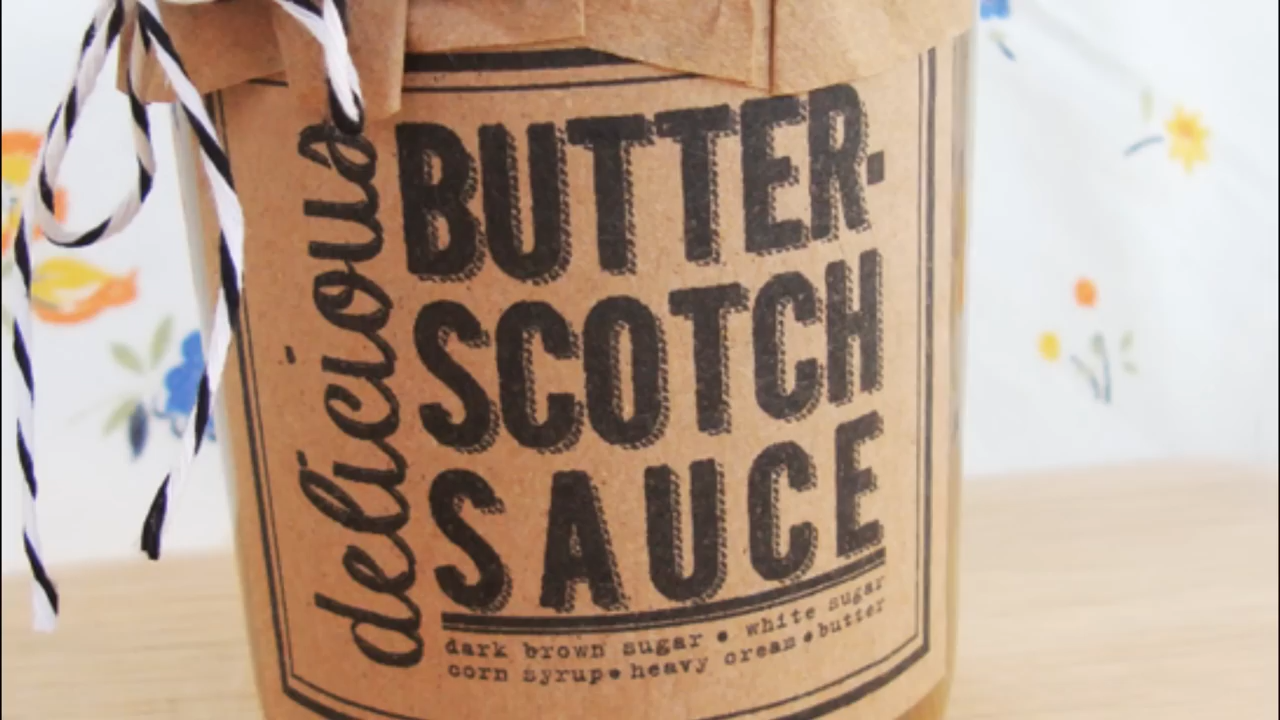 delicious
BUTTER-
SCOTCH
SAUCE
dark brown sugar • white sugar
corn syrup • heavy cream • butter